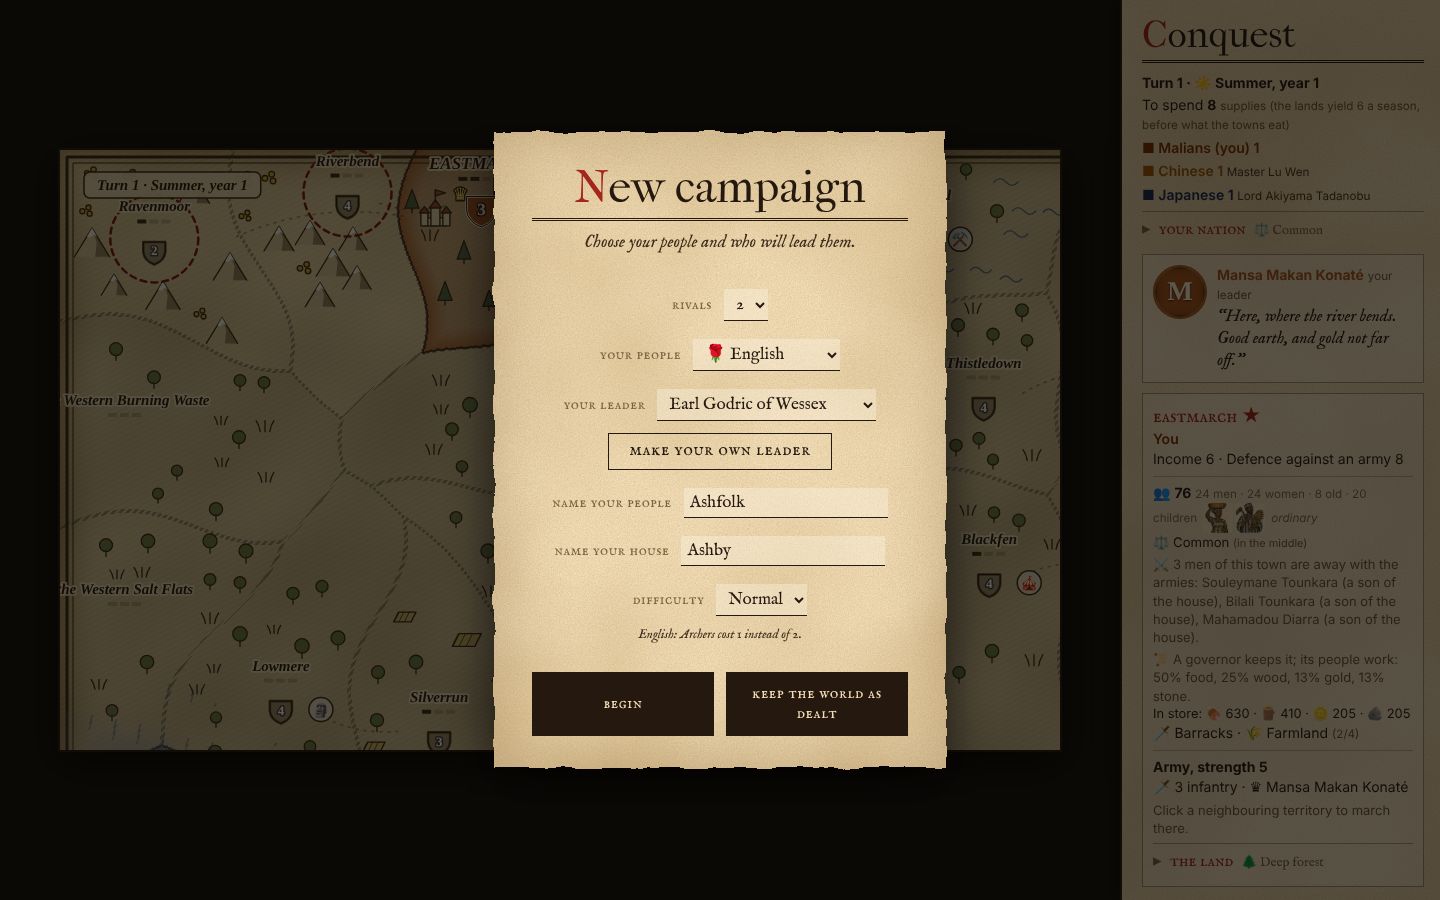 Conquest
Turn 1 · Summer, year 1
To spend 8 supplies (the lands yield 6 a season,
before what the towns eat)
Malians (you) 1
Chinese 1 Master Lu Wen
Japanese 1 Lord Akiyama Tadanobu
YOUR NATION Common
M
Mansa Makan Konaté your
leader
“Here, where the river bends.
Good earth, and gold not far
off.”
EASTMARCH
You
Income 6 · Defence against an army 8
76 24 men · 24 women · 8 old · 20
children ordinary
Common (in the middle)
3 men of this town are away with the
armies: Souleymane Tounkara (a son of
the house), Bilali Tounkara (a son of the
house), Mahamadou Diarra (a son of the
house).
A governor keeps it; its people work:
50% food, 25% wood, 13% gold, 13%
stone.
In store: 630 · 410 · 205 · 205
Barracks · Farmland (2/4)
Army, strength 5
3 infantry · Mansa Makan Konaté
Click a neighbouring territory to march
there.
THE LAND Deep forest
New campaign
Choose your people and who will lead them.
RIVALS 2
YOUR PEOPLE English
YOUR LEADER Earl Godric of Wessex
MAKE YOUR OWN LEADER
NAME YOUR PEOPLE Ashfolk
NAME YOUR HOUSE Ashby
DIFFICULTY Normal
English: Archers cost 1 instead of 2.
BEGIN
KEEP THE WORLD AS
DEALT
Turn 1 · Summer, year 1
Riverbend
4
EASTMA
3
Ravenmoor
2
Western Burning Waste
the Western Salt Flats
Lowmere
4
Silverrun
3
Thistledown
4
Blackfen
4